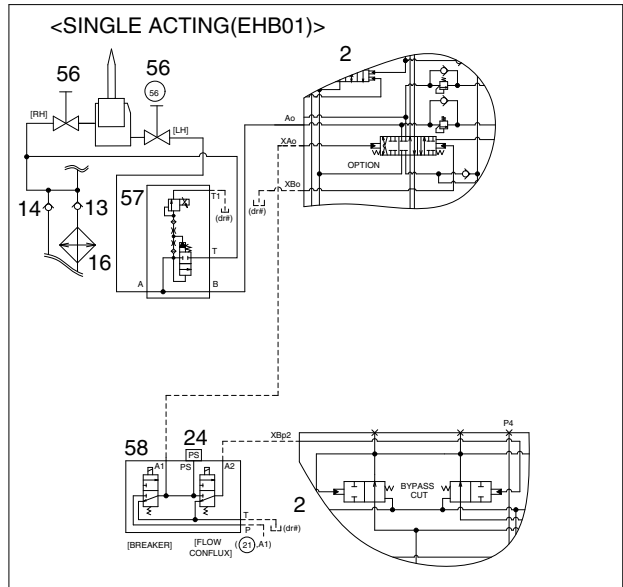 <SINGLE ACTING(EHB01)>
2
56
56
56
[RH]
[LH]
Ao
XAo
OPTION
XBo
(dr#)
57
T1
(dr#)
14
13
T
16
A
B
P4
XBp2
58
24
PS
A1
PS
A2
BYPASS
CUT
2
T
(dr#)
P
[BREAKER]
[FLOW
CONFLUX]
(21,A1)